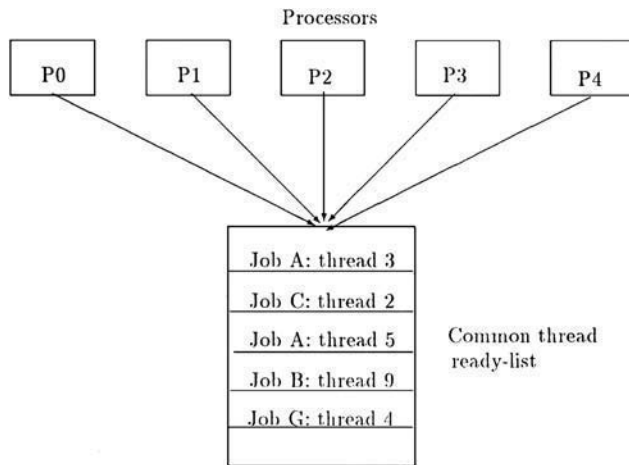 Processors
P0 P1 P2 P3 P4
Job A: thread 3
Job C: thread 2
Job A: thread 5
Job B: thread 9
Job G: thread 4
Common thread
ready-list